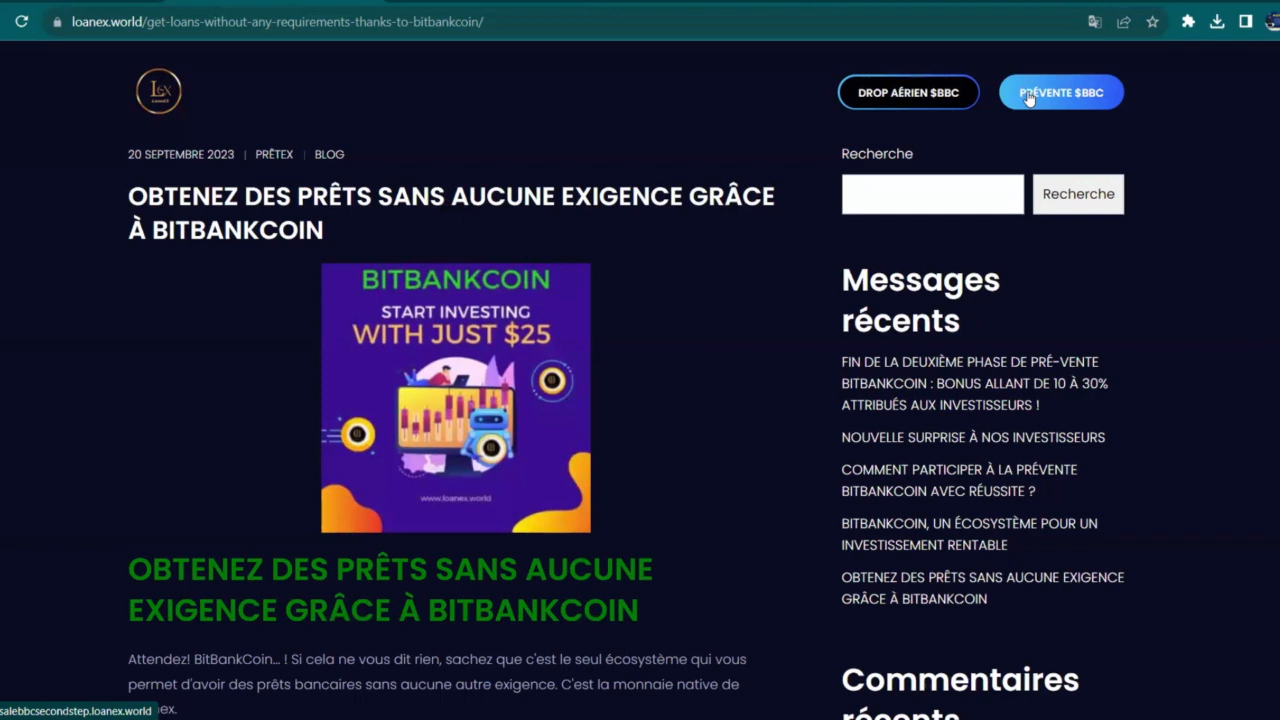 loanex.world/get-loans-without-any-requirements-thanks-to-bitbankcoin/
Lex
DROP AÉRIEN $BBC
PRÉVENTE $BBC
20 SEPTEMBRE 2023 | PRÊTEX | BLOG
OBTENEZ DES PRÊTS SANS AUCUNE EXIGENCE GRÂCE
À BITBANKCOIN
BITBANKCOIN
START INVESTING
WITH JUST $25
www.loanex.world
OBTENEZ DES PRÊTS SANS AUCUNE
EXIGENCE GRÂCE À BITBANKCOIN
Attendez! BitBankCoin... ! Si cela ne vous dit rien, sachez que c'est le seul écosystème qui vous
permet d'avoir des prêts bancaires sans aucune autre exigence. C'est la monnaie native de
ex.
salebbcsecondstep.loanex.world
Recherche
Recherche
Messages
récents
FIN DE LA DEUXIÈME PHASE DE PRÉ-VENTE
BITBANKCOIN : BONUS ALLANT DE 10 À 30%
ATTRIBUÉS AUX INVESTISSEURS !
NOUVELLE SURPRISE À NOS INVESTISSEURS
COMMENT PARTICIPER À LA PRÉVENTE
BITBANKCOIN AVEC RÉUSSITE ?
BITBANKCOIN, UN ÉCOSYSTÈME POUR UN
INVESTISSEMENT RENTABLE
OBTENEZ DES PRÊTS SANS AUCUNE EXIGENCE
GRÂCE À BITBANKCOIN
Commentaires
récents